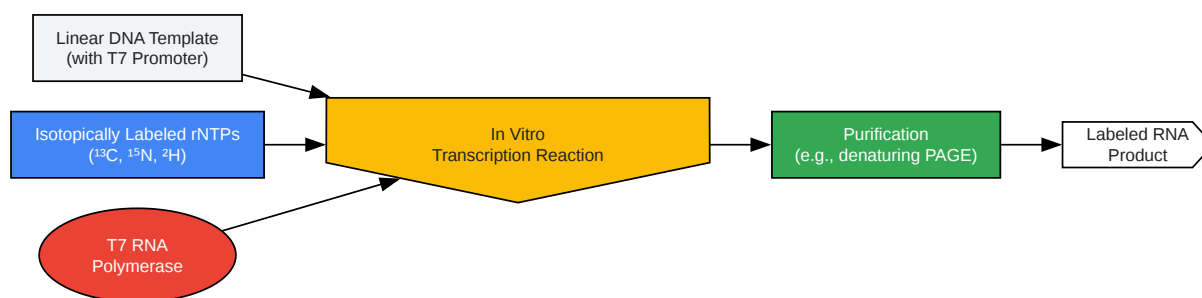 Linear DNA Template
(with T7 Promoter)
Isotopically Labeled rNTPs
(¹³C, ¹⁵N, ²H)
T7 RNA
Polymerase
In Vitro
Transcription Reaction
Purification
(e.g., denaturing PAGE)
Labeled RNA
Product